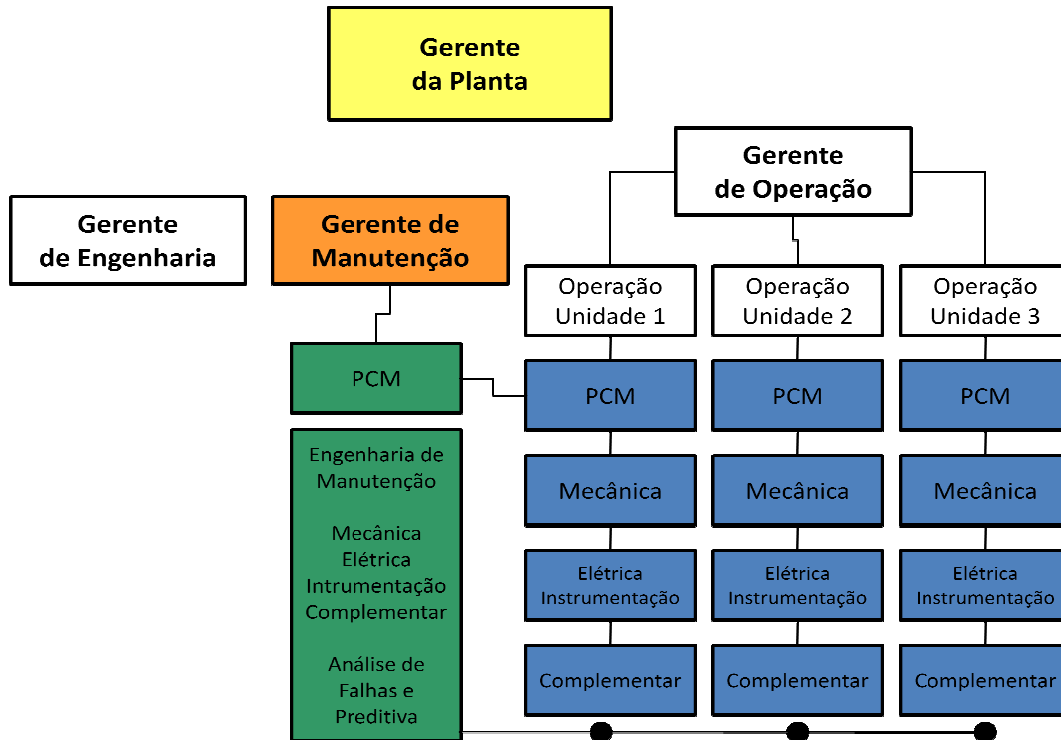 Gerente
da Planta
Gerente
de Operação
Gerente
de Engenharia
Gerente de
Manutenção
Operação
Unidade 1
Operação
Unidade 2
Operação
Unidade 3
PCM
PCM
PCM
PCM
Engenharia de
Manutenção
Mecânica
Elétrica
Intrumentação
Complementar
Análise de
Falhas e
Preditiva
Mecânica
Mecânica
Mecânica
Elétrica
Instrumentação
Elétrica
Instrumentação
Elétrica
Instrumentação
Complementar
Complementar
Complementar